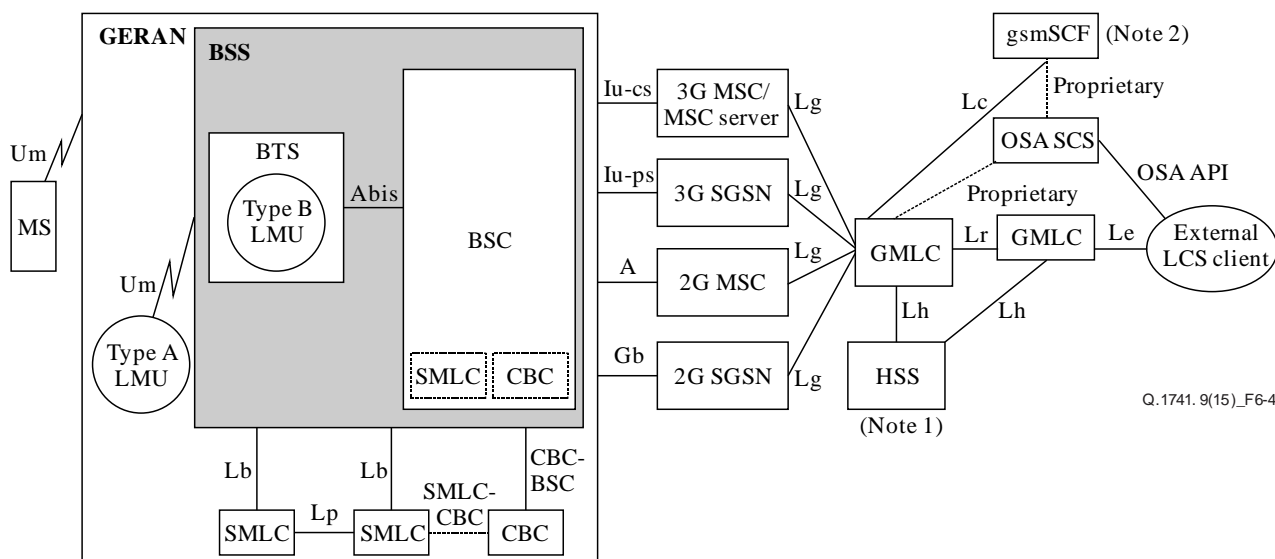 GERAN
BSS
gsmSCF
(Note 2)
Iu-cs
3G MSC/
MSC server
Lg
Lc
Proprietary
Um
BTS
OSA SCS
Type B
LMU
Abis
Iu-ps
3G SGSN
Lg
OSA API
Proprietary
MS
BSC
GMLC
Lr
GMLC
Le
External
LCS client
Um
A
2G MSC
Lg
Lh
Lh
Type A
LMU
SMLC
CBC
Gb
2G SGSN
Lg
HSS
(Note 1)
Q.1741. 9(15)_F6-4
Lb
Lb
CBC-
BSC
SMLC-
CBC
Lp
SMLC
SMLC
CBC